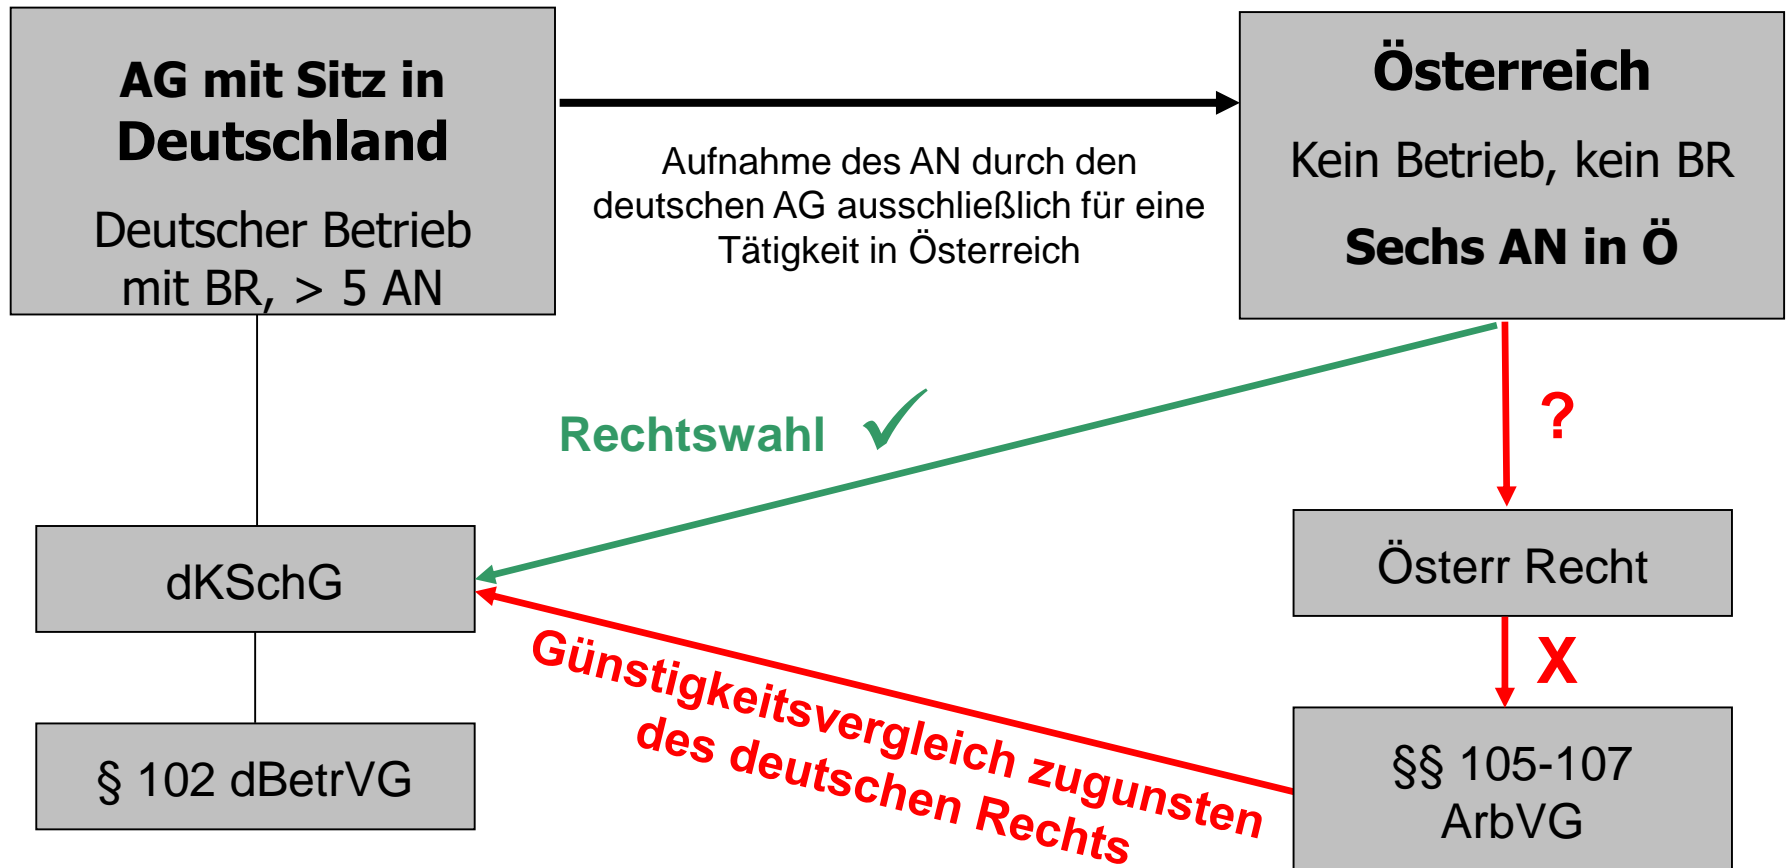 AG mit Sitz in
Deutschland
Deutscher Betrieb
mit BR, > 5 AN
Aufnahme des AN durch den
deutschen AG ausschließlich für eine
Tätigkeit in Österreich
Österreich
Kein Betrieb, kein BR
Sechs AN in Ö
Rechtswahl ✓
?
dKSchG
Österr Recht
X
Günstigkeitsvergleich zugunsten
des deutschen Rechts
§ 102 dBetrVG
§§ 105-107
ArbVG